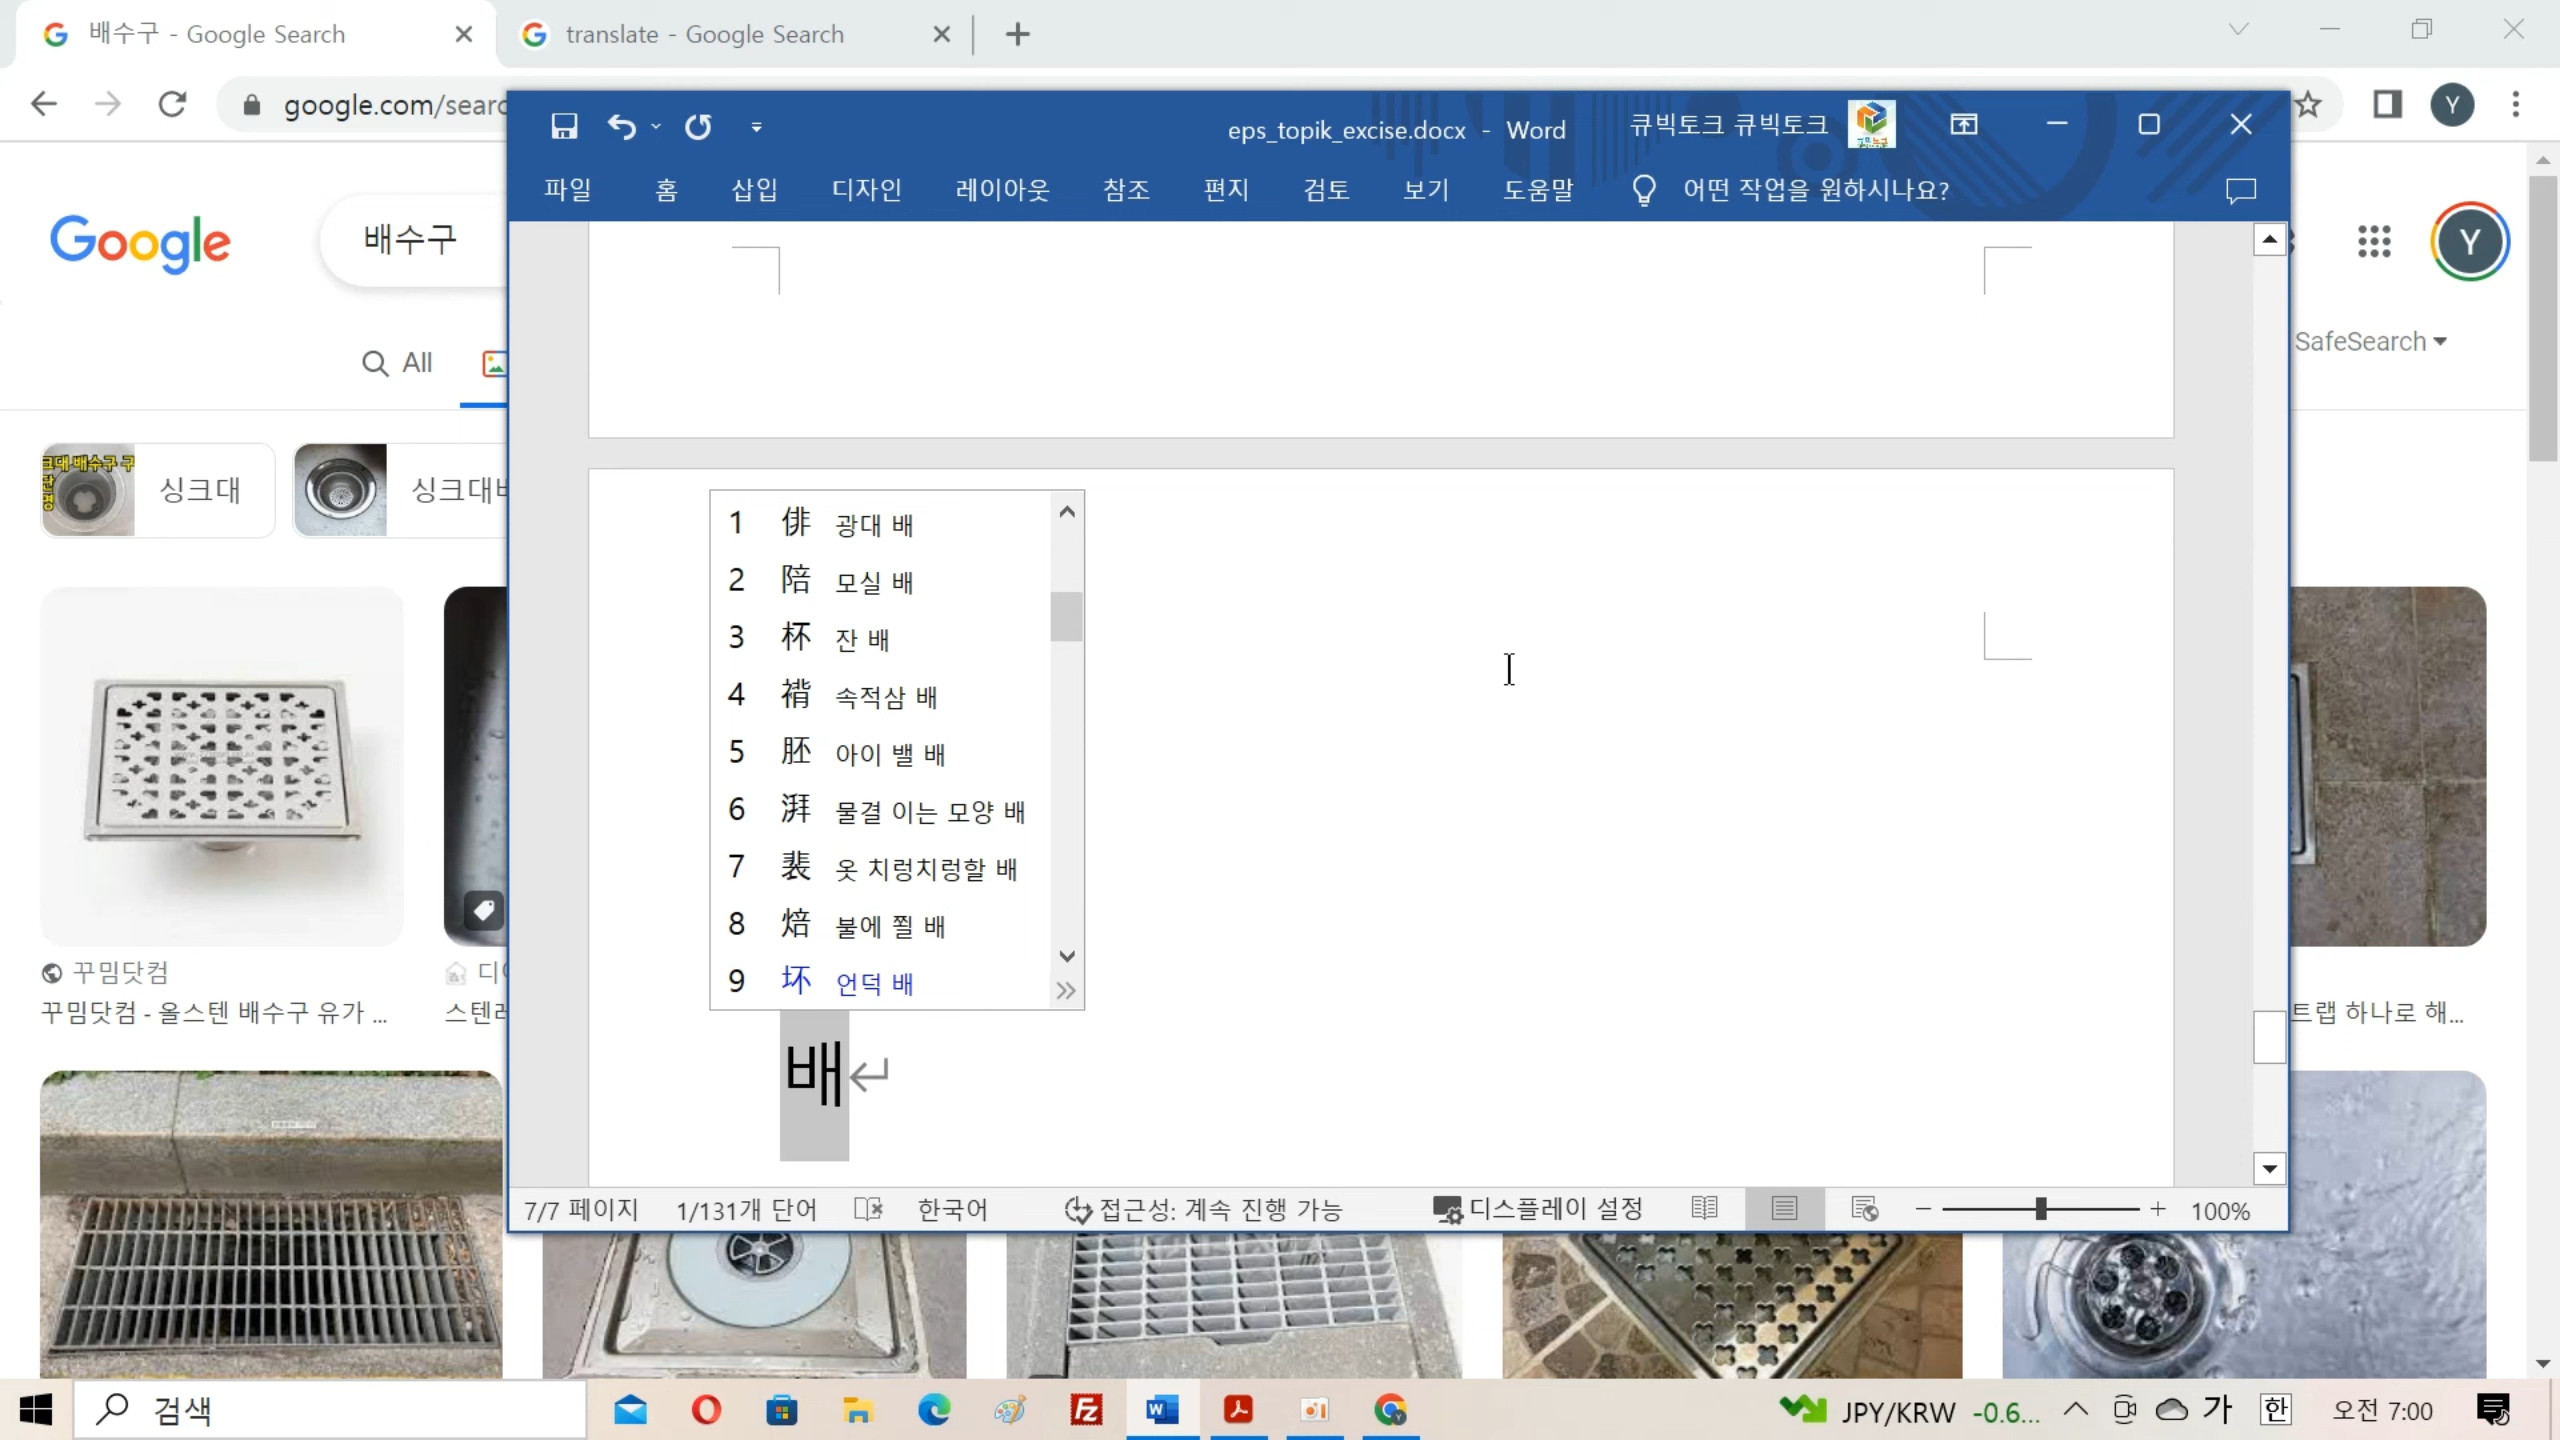 배수구 - Google Search
translate - Google Search
google.com/searc
eps_topik_excise.docx - Word
큐빅토크 큐빅토크
Y
파일 홈 삽입 디자인 레이아웃 참조 편지 검토 보기 도움말 어떤 작업을 원하시나요?
Google
배수구
Y
All
SafeSearch
싱크대
싱크대
1 俳 광대 배
2 陪 모실 배
3 杯 잔 배
4 褙 속적삼 배
5 胚 아이 밸 배
6 湃 물결 이는 모양 배
7 裴 옷 치렁치렁할 배
8 焙 불에 쬘 배
9 坏 언덕 배
배
꾸밈닷컴
꾸밈닷컴 - 올스텐 배수구 유가 ...
디
스텐
트랩 하나로 해...
7/7 페이지 1/131개 단어 한국어 접근성: 계속 진행 가능 디스플레이 설정 100%
검색
JPY/KRW -0.6...
가
한
오전 7:00